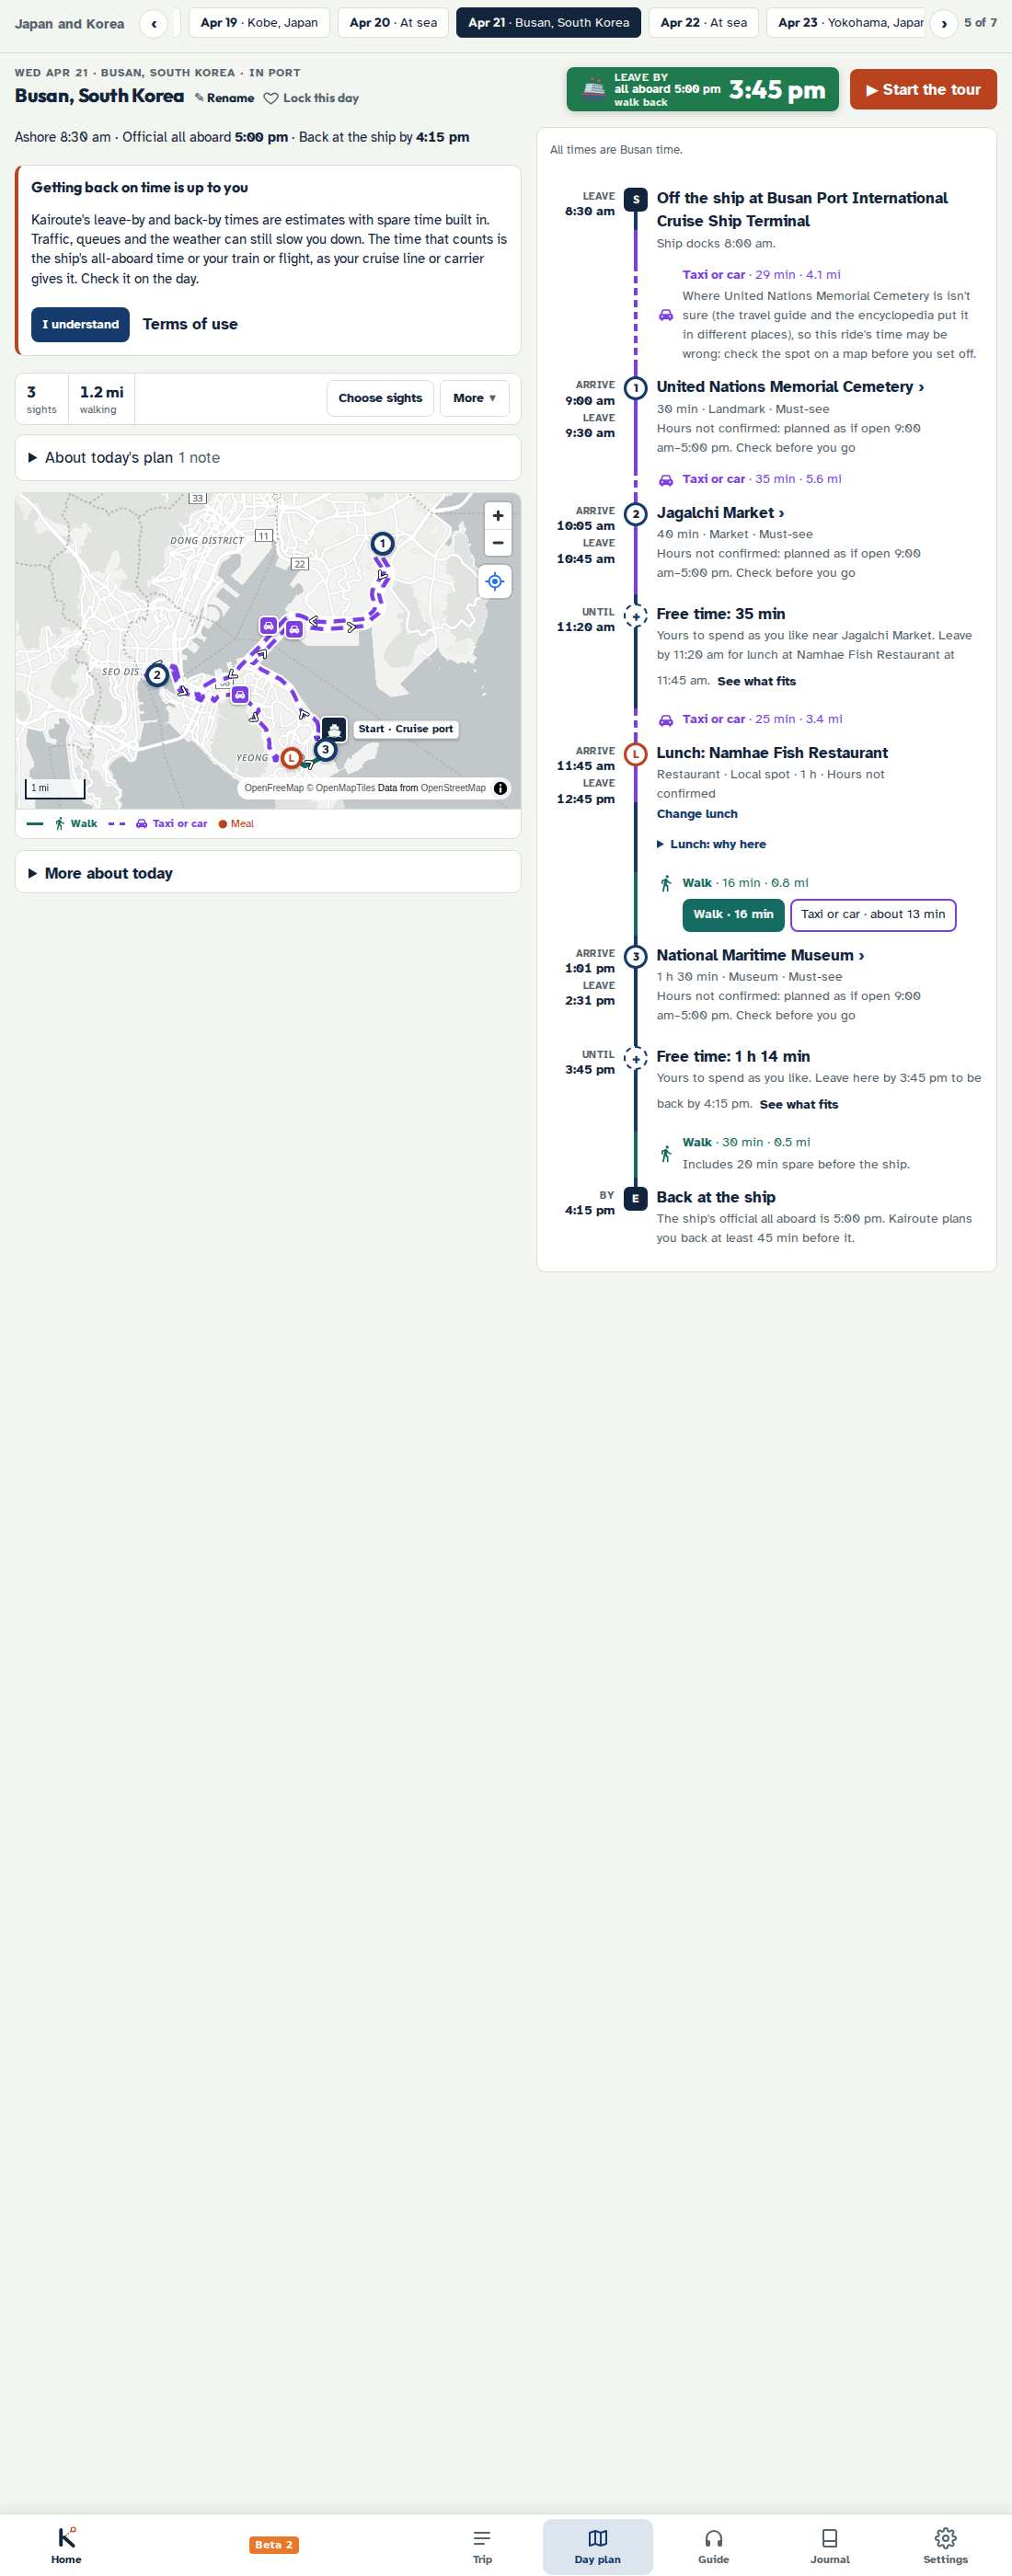 Japan and Korea
‹
Apr 19 · Kobe, Japan
Apr 20 · At sea
Apr 21 · Busan, South Korea
Apr 22 · At sea
Apr 23 · Yokohama, Japan
›
5 of 7
WED APR 21 · BUSAN, SOUTH KOREA · IN PORT
Busan, South Korea
✎ Rename
Lock this day
LEAVE BY
all aboard 5:00 pm
walk back
3:45 pm
▶ Start the tour
Ashore 8:30 am · Official all aboard 5:00 pm · Back at the ship by 4:15 pm
Getting back on time is up to you
Kairoute's leave-by and back-by times are estimates with spare time built in.
Traffic, queues and the weather can still slow you down. The time that counts is
the ship's all-aboard time or your train or flight, as your cruise line or carrier
gives it. Check it on the day.
I understand
Terms of use
3
sights
1.2 mi
walking
Choose sights
More ▾
▶ About today's plan 1 note
33
DONG DISTRICT
11
22
1
+
−
SEO DIS
2
Start · Cruise port
3
YEONG
L
1 mi
OpenFreeMap © OpenMapTiles Data from OpenStreetMap
Walk
Taxi or car
Meal
▶ More about today
All times are Busan time.
LEAVE
8:30 am
S
Off the ship at Busan Port International
Cruise Ship Terminal
Ship docks 8:00 am.
Taxi or car · 29 min · 4.1 mi
Where United Nations Memorial Cemetery is isn't
sure (the travel guide and the encyclopedia put it
in different places), so this ride's time may be
wrong: check the spot on a map before you set off.
ARRIVE
9:00 am
LEAVE
9:30 am
1
United Nations Memorial Cemetery ›
30 min · Landmark · Must-see
Hours not confirmed: planned as if open 9:00
am–5:00 pm. Check before you go
Taxi or car · 35 min · 5.6 mi
ARRIVE
10:05 am
LEAVE
10:45 am
2
Jagalchi Market ›
40 min · Market · Must-see
Hours not confirmed: planned as if open 9:00
am–5:00 pm. Check before you go
UNTIL
11:20 am
+
Free time: 35 min
Yours to spend as you like near Jagalchi Market. Leave
by 11:20 am for lunch at Namhae Fish Restaurant at
11:45 am. See what fits
Taxi or car · 25 min · 3.4 mi
ARRIVE
11:45 am
LEAVE
12:45 pm
L
Lunch: Namhae Fish Restaurant
Restaurant · Local spot · 1 h · Hours not
confirmed
Change lunch
▶ Lunch: why here
Walk · 16 min · 0.8 mi
Walk · 16 min
Taxi or car · about 13 min
ARRIVE
1:01 pm
LEAVE
2:31 pm
3
National Maritime Museum ›
1 h 30 min · Museum · Must-see
Hours not confirmed: planned as if open 9:00
am–5:00 pm. Check before you go
UNTIL
3:45 pm
+
Free time: 1 h 14 min
Yours to spend as you like. Leave here by 3:45 pm to be
back by 4:15 pm. See what fits
Walk · 30 min · 0.5 mi
Includes 20 min spare before the ship.
BY
4:15 pm
E
Back at the ship
The ship's official all aboard is 5:00 pm. Kairoute plans
you back at least 45 min before it.
Home
Beta 2
Trip
Day plan
Guide
Journal
Settings